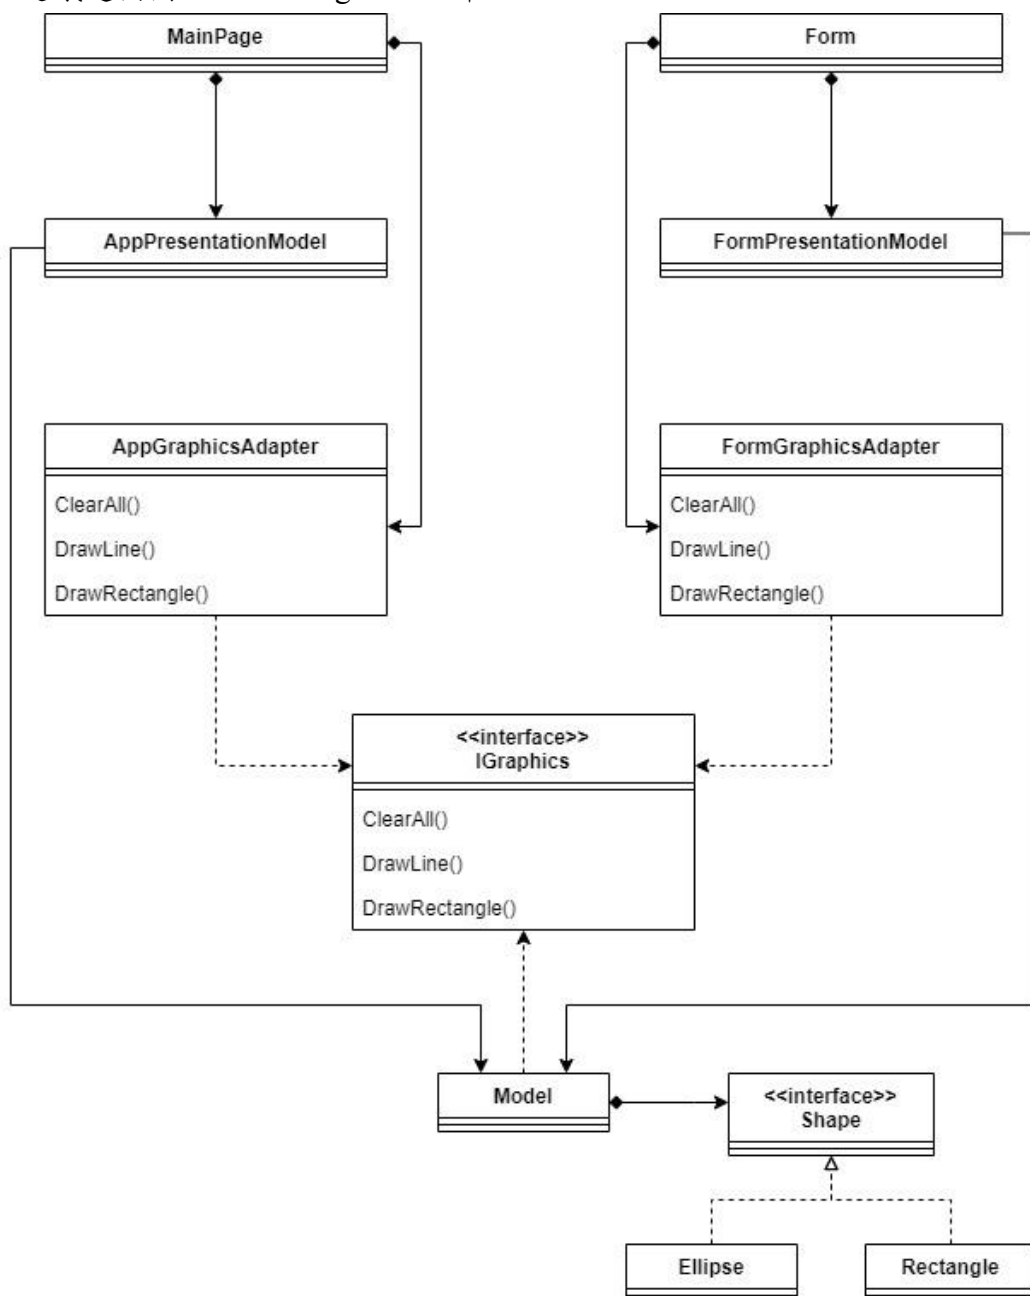 MainPage
Form
AppPresentationModel
FormPresentationModel
AppGraphicsAdapter
ClearAll()
DrawLine()
DrawRectangle()
FormGraphicsAdapter
ClearAll()
DrawLine()
DrawRectangle()
<<interface>>
IGraphics
ClearAll()
DrawLine()
DrawRectangle()
Model
<<interface>>
Shape
Ellipse
Rectangle